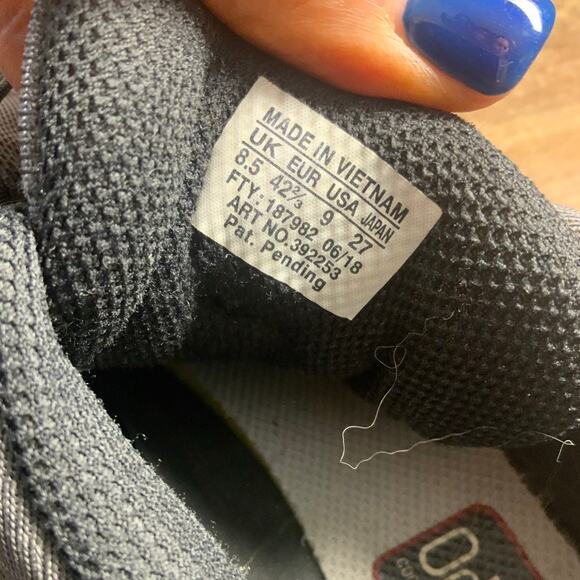 MADE IN VIETNAM
UK EUR USA JAPAN
8.5 42⅔ 9 27
FTY: 187982 06/18
ART NO.392253
Pat. Pending